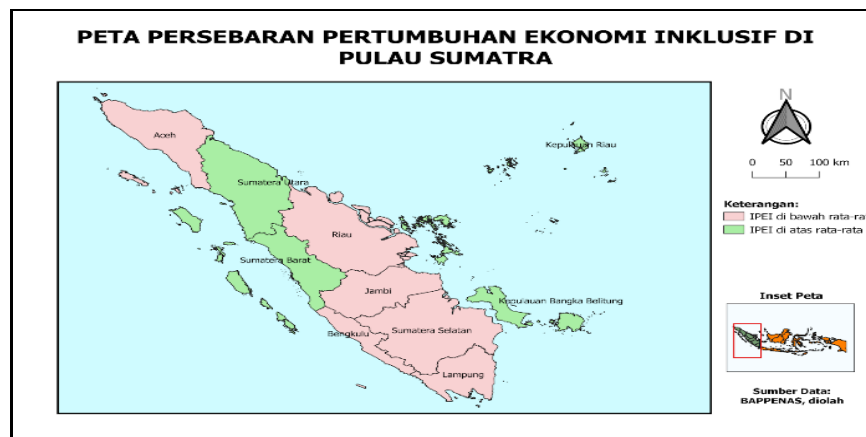 PETA PERSEBARAN PERTUMBUHAN EKONOMI INKLUSIF DI
PULAU SUMATRA
Aceh
Sumatera Utara
Kepulauan Riau
Riau
Sumatera Barat
Jambi
Kepulauan Bangka Belitung
Bengkulu
Sumatera Selatan
Lampung
N
0 50 100 km
Keterangan:
IPEI di bawah rata-ra
IPEI di atas rata-rata
Inset Peta
Sumber Data:
BAPPENAS, diolah